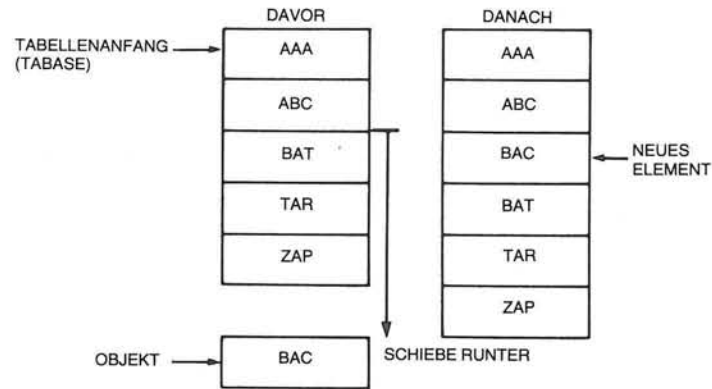 DAVOR
TABELLENANFANG
(TABASE)
AAA
ABC
BAT
TAR
ZAP
OBJEKT
BAC
SCHIEBE RUNTER
DANACH
AAA
ABC
BAC
BAT
TAR
ZAP
NEUES
ELEMENT